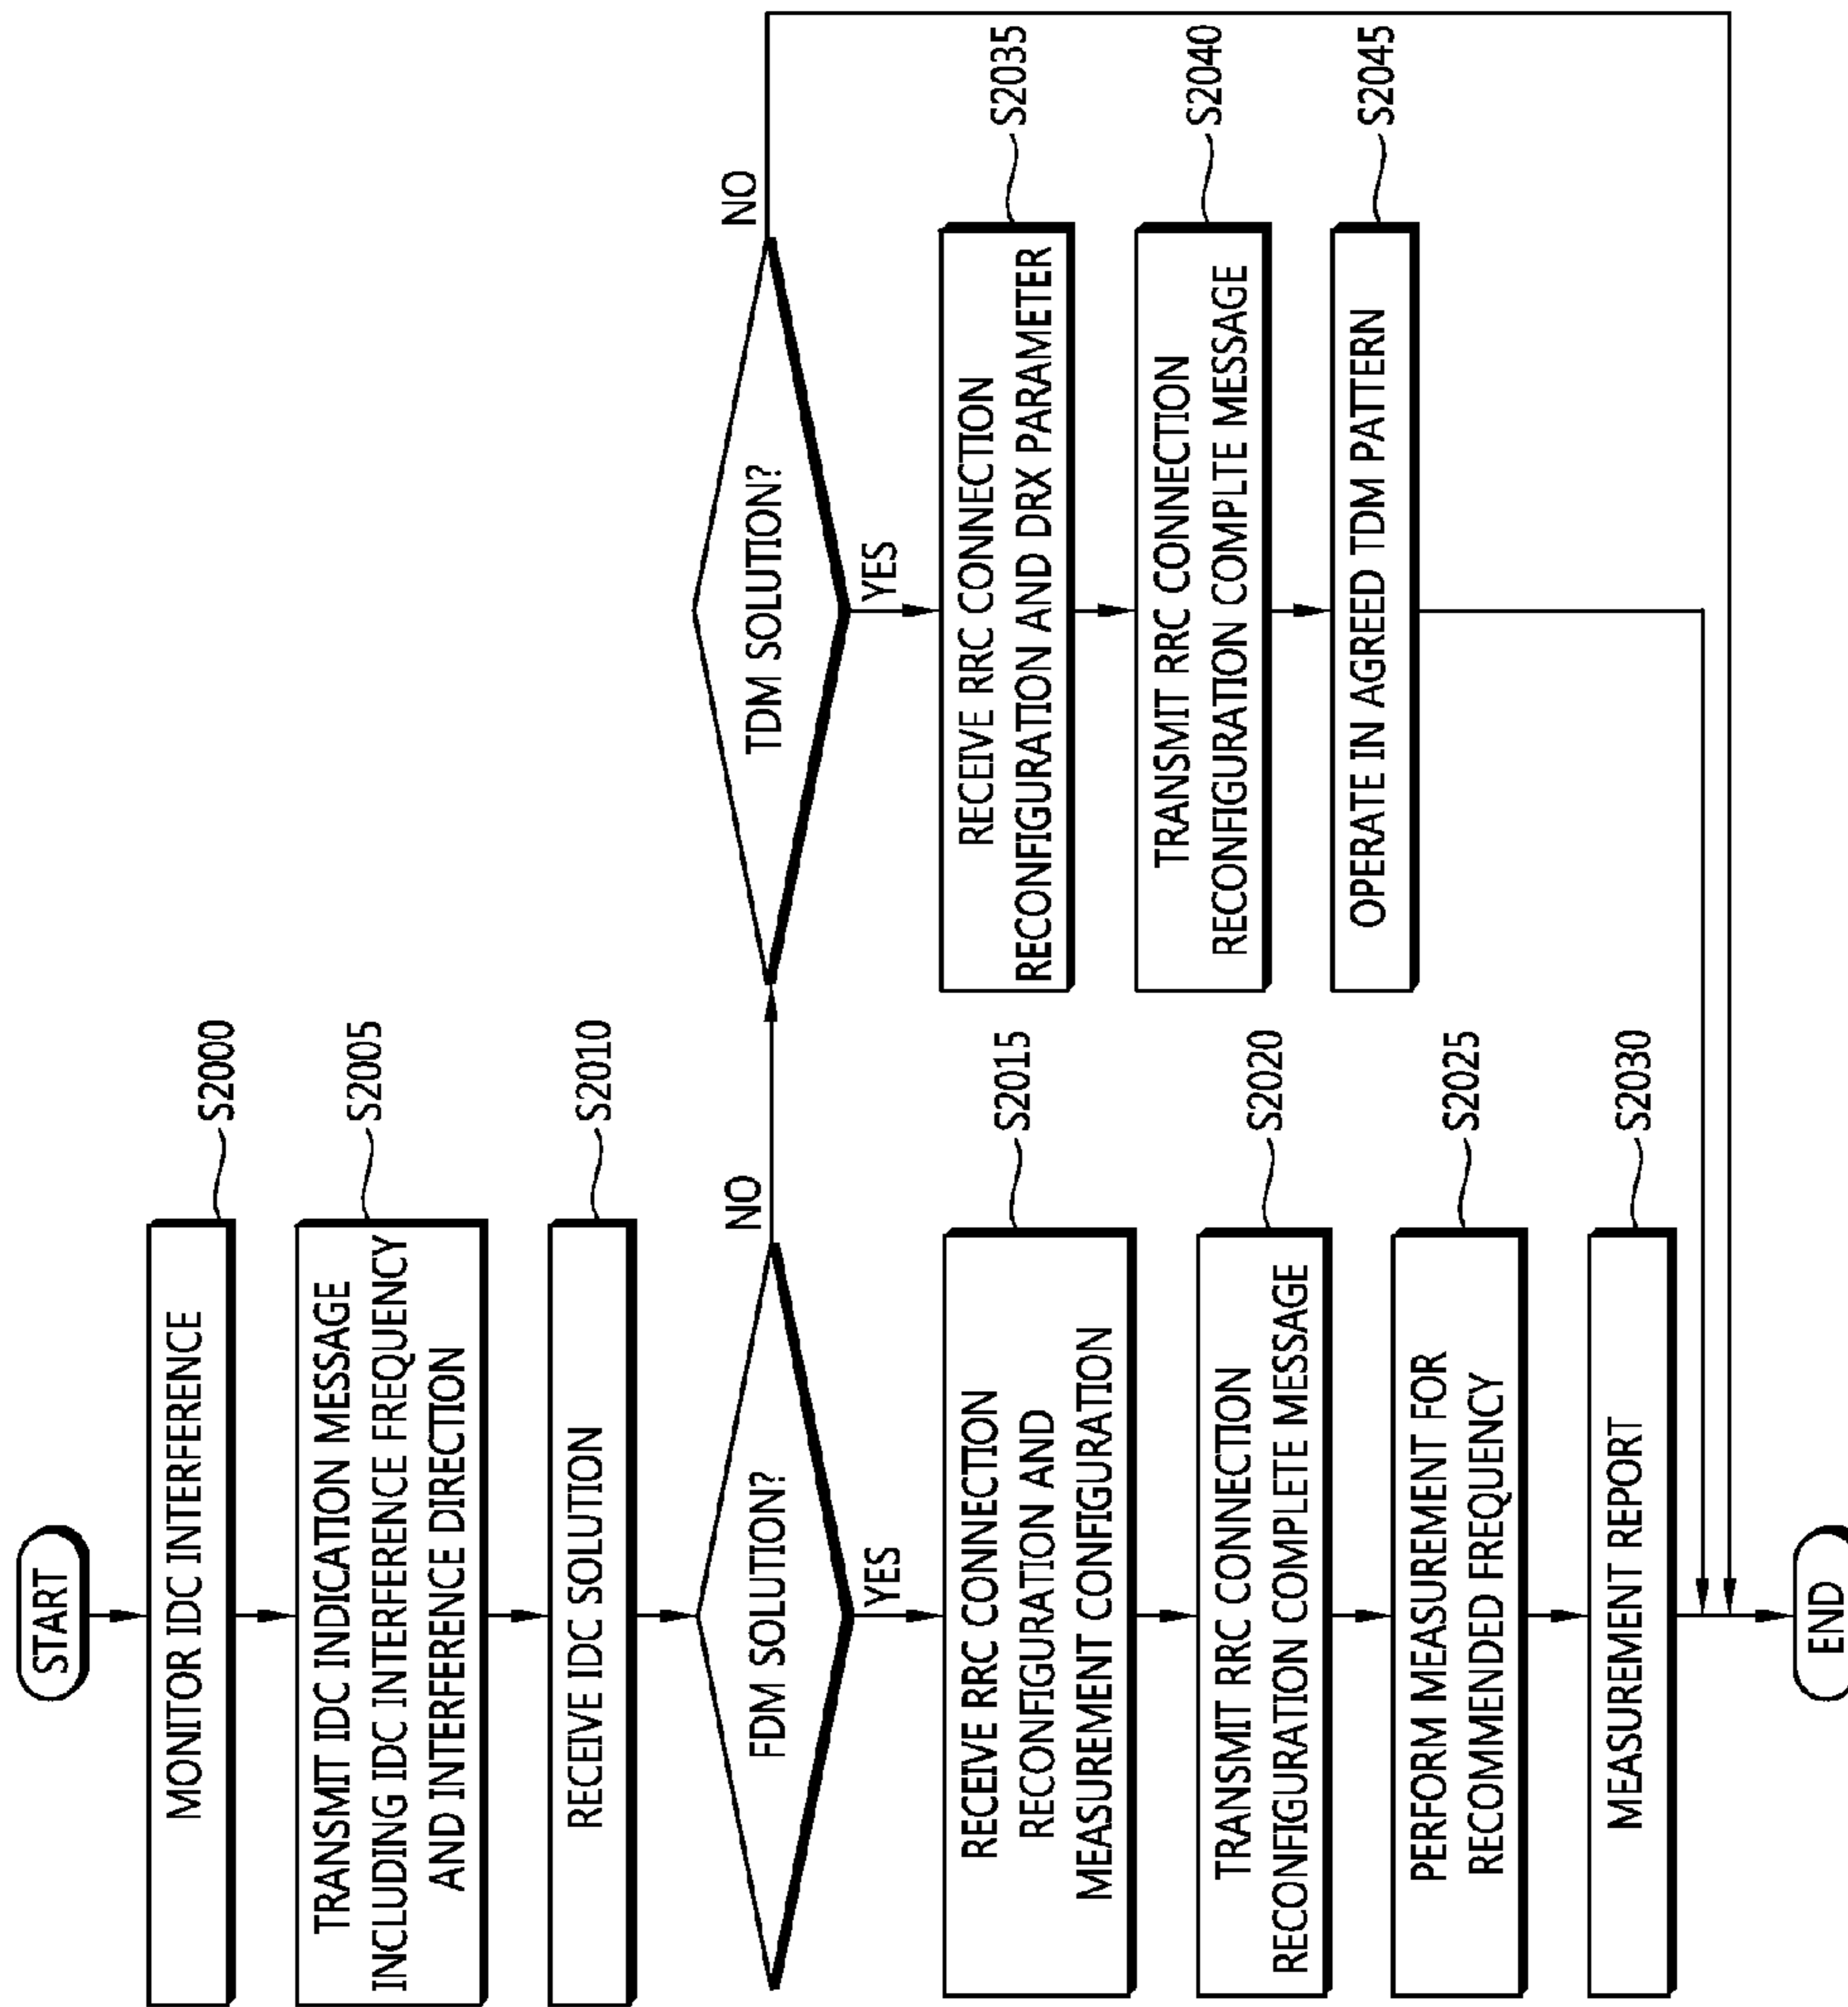 START
MONITOR IDC INTERFERENCE
S2000
TRANSMIT IDC INDICATION MESSAGE
INCLUDING IDC INTERFERENCE FREQUENCY
AND INTERFERENCE DIRECTION
S2005
RECEIVE IDC SOLUTION
S2010
FDM SOLUTION?
NO
YES
RECEIVE RRC CONNECTION
RECONFIGURATION AND
MEASUREMENT CONFIGURATION
S2015
TRANSMIT RRC CONNECTION
RECONFIGURATION COMPLETE MESSAGE
S2020
PERFORM MEASUREMENT FOR
RECOMMENDED FREQUENCY
S2025
MEASUREMENT REPORT
S2030
TDM SOLUTION?
NO
YES
RECEIVE RRC CONNECTION
RECONFIGURATION AND DRX PARAMETER
S2035
TRANSMIT RRC CONNECTION
RECONFIGURATION COMPLTE MESSAGE
S2040
OPERATE IN AGREED TDM PATTERN
S2045
END